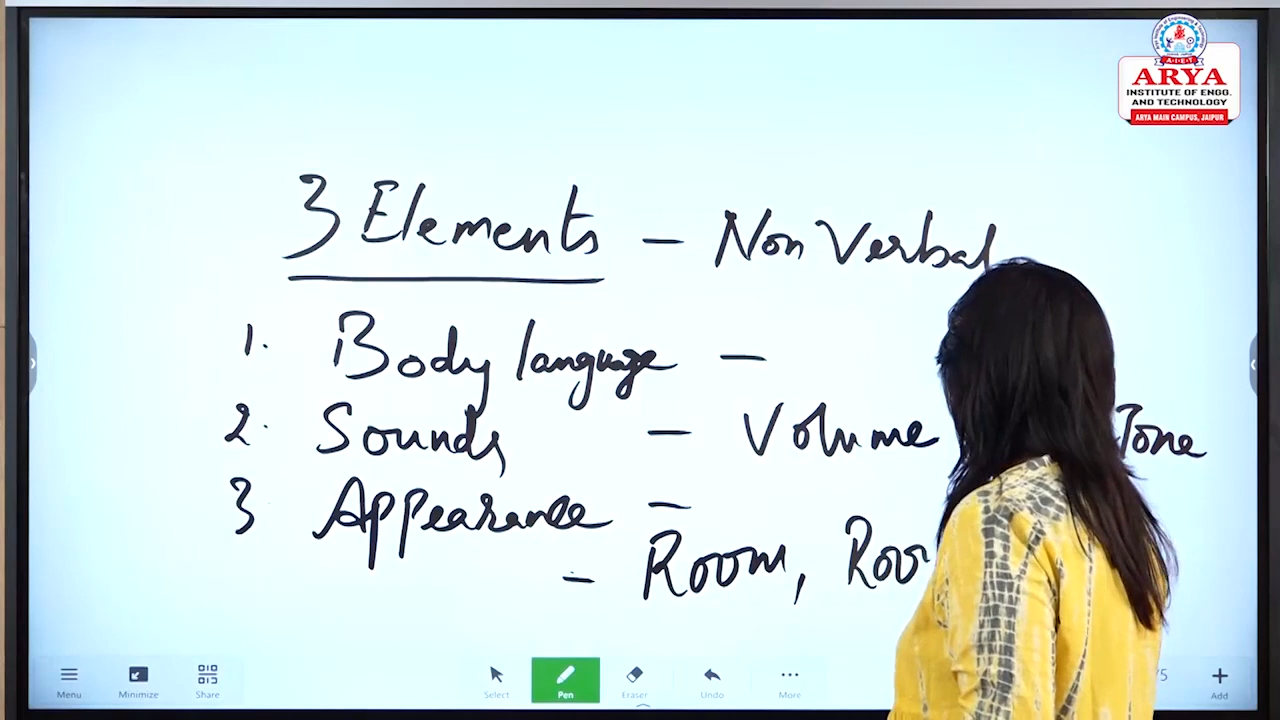 ARYA
INSTITUTE OF ENGG.
AND TECHNOLOGY
ARYA MAIN CAMPUS, JAIPUR
A·I·E·T
3 Elements – Non Verbal
1. Body language –
2. Sounds – Volume Tone
3 Appearance –
– Room, Roo
Menu
Minimize
Share
Select
Pen
Eraser
Undo
More
/5
Add